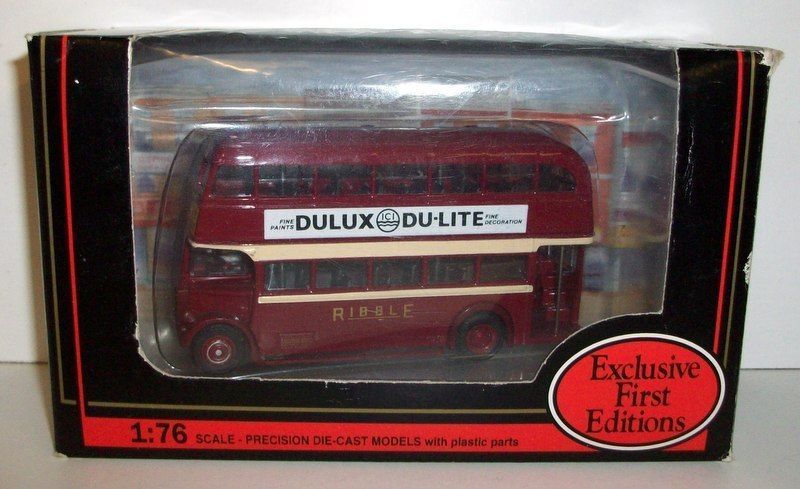 FINE PAINTS DULUX ICI DU-LITE FINE DECORATION
RIBBLE
Exclusive
First
Editions
1:76 SCALE - PRECISION DIE-CAST MODELS with plastic parts